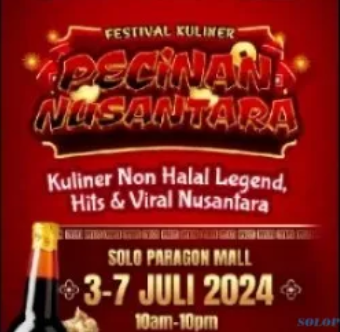 FESTIVAL KULINER
PECINAN
NUSANTARA
Kuliner Non Halal Legend,
Hits & Viral Nusantara
SOLO PARAGON MALL
3-7 JULI 2024
10am-10pm
SOLOP